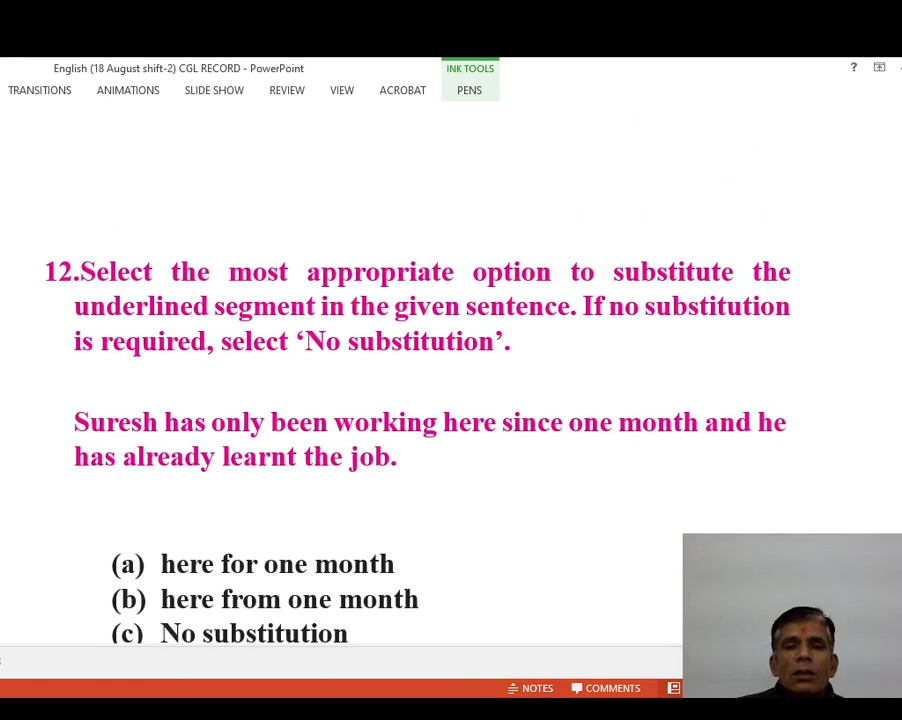 English (18 August shift-2) CGL RECORD - PowerPoint
INK TOOLS
?
TRANSITIONS ANIMATIONS SLIDE SHOW REVIEW VIEW ACROBAT PENS
12.Select the most appropriate option to substitute the
underlined segment in the given sentence. If no substitution
is required, select ‘No substitution’.
Suresh has only been working here since one month and he
has already learnt the job.
(a) here for one month
(b) here from one month
(c) No substitution
NOTES COMMENTS